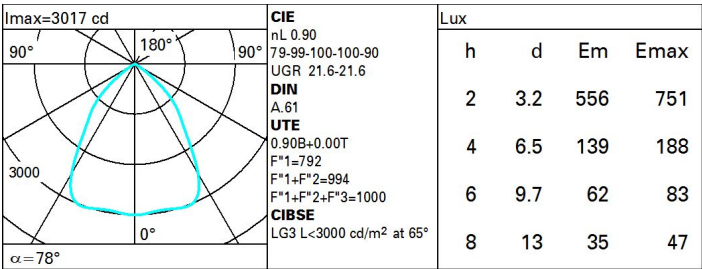 Imax=3017 cd
90°
180°
90°
3000
0°
α=78°
CIE
nL 0.90
79-99-100-100-90
UGR 21.6-21.6
DIN
A.61
UTE
0.90B+0.00T
F"1=792
F"1+F"2=994
F"1+F"2+F"3=1000
CIBSE
LG3 L<3000 cd/m² at 65°
Lux
h d Em Emax
2 3.2 556 751
4 6.5 139 188
6 9.7 62 83
8 13 35 47